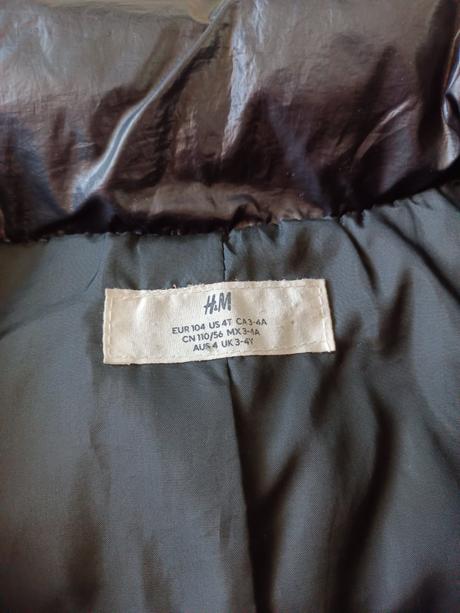 H&M
EUR 104 US 4T CA 3-4A
CN 110/56 MX 3-4A
AUS 4 UK 3-4Y